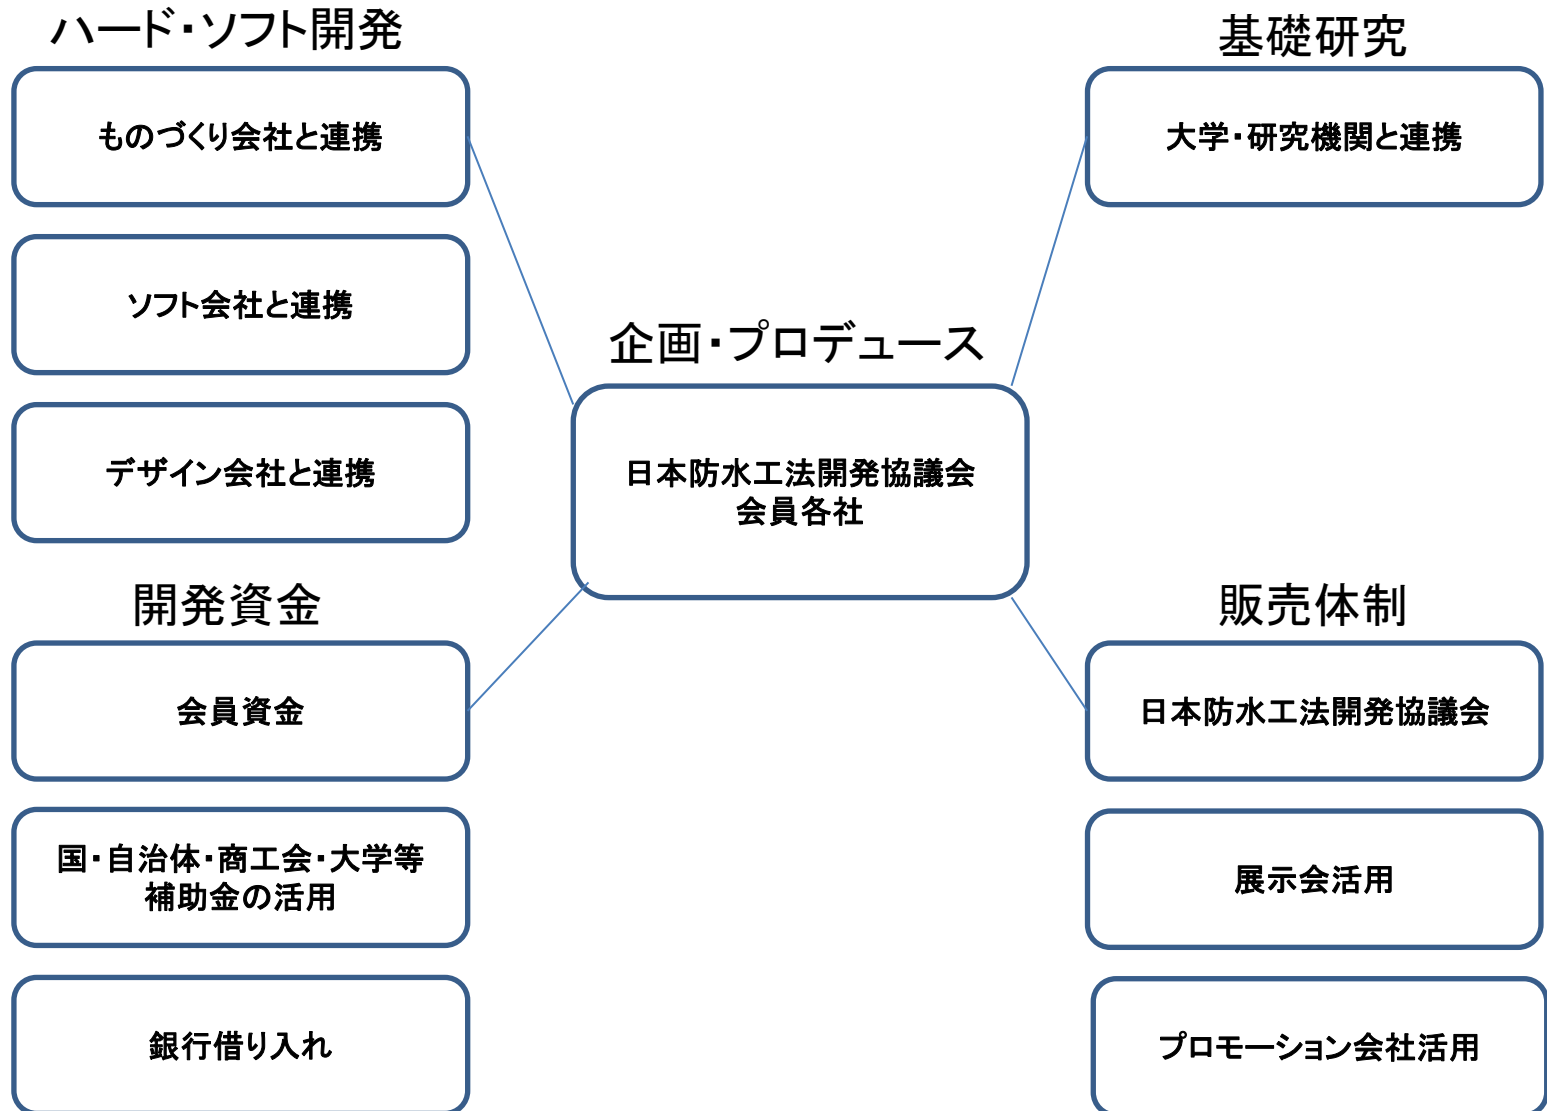 ハード・ソフト開発
ものづくり会社と連携
ソフト会社と連携
デザイン会社と連携
開発資金
会員資金
国・自治体・商工会・大学等
補助金の活用
銀行借り入れ
企画・プロデュース
日本防水工法開発協議会
会員各社
基礎研究
大学・研究機関と連携
販売体制
日本防水工法開発協議会
展示会活用
プロモーション会社活用